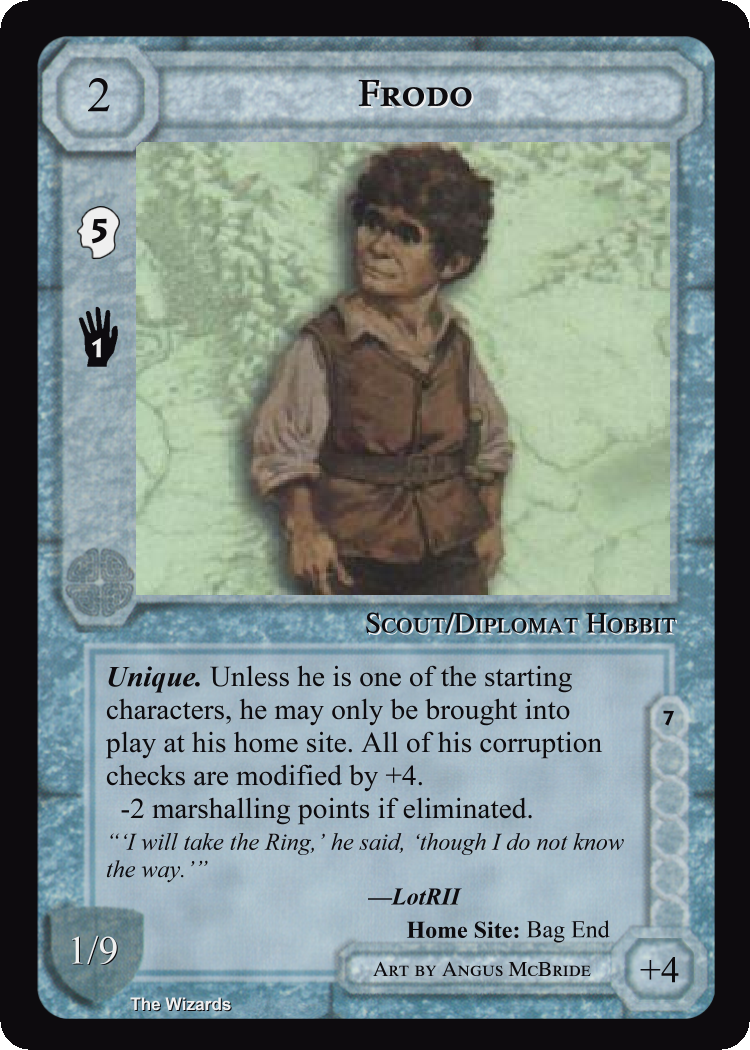 2
FRODO
5
1
SCOUT/DIPLOMAT HOBBIT
Unique. Unless he is one of the starting
characters, he may only be brought into
play at his home site. All of his corruption
checks are modified by +4.
-2 marshalling points if eliminated.
“‘I will take the Ring,’ he said, ‘though I do not know
the way.’”
—LotRII
Home Site: Bag End
7
1/9
ART BY ANGUS MCBRIDE
+4
The Wizards